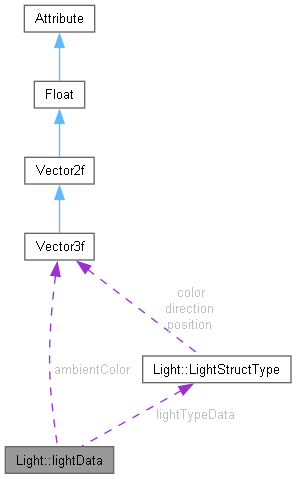 Attribute
Float
Vector2f
Vector3f
color
direction
position
ambientColor
Light::LightStructType
lightTypeData
Light::lightData